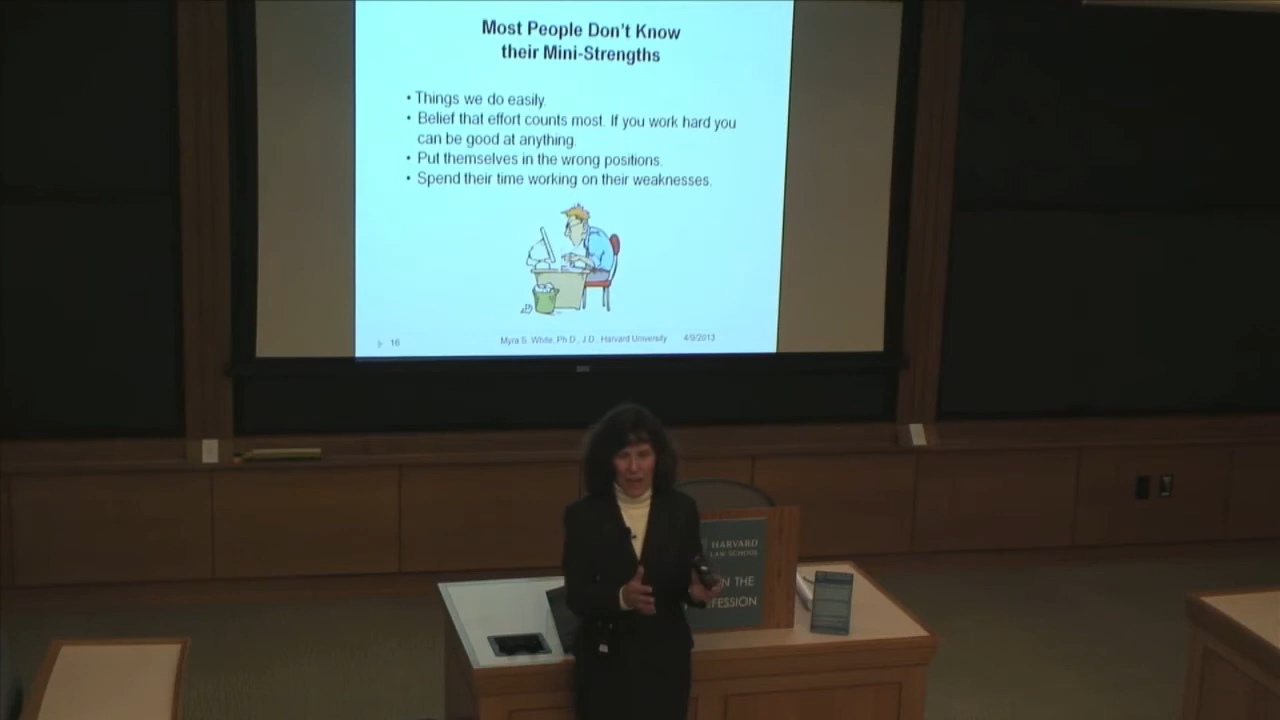 Most People Don't Know
their Mini-Strengths
• Things we do easily.
• Belief that effort counts most. If you work hard you
can be good at anything.
• Put themselves in the wrong positions.
• Spend their time working on their weaknesses.
16
Myra S. White, Ph.D., J.D., Harvard University
4/9/2013
HARVARD
LAW SCHOOL
ON THE